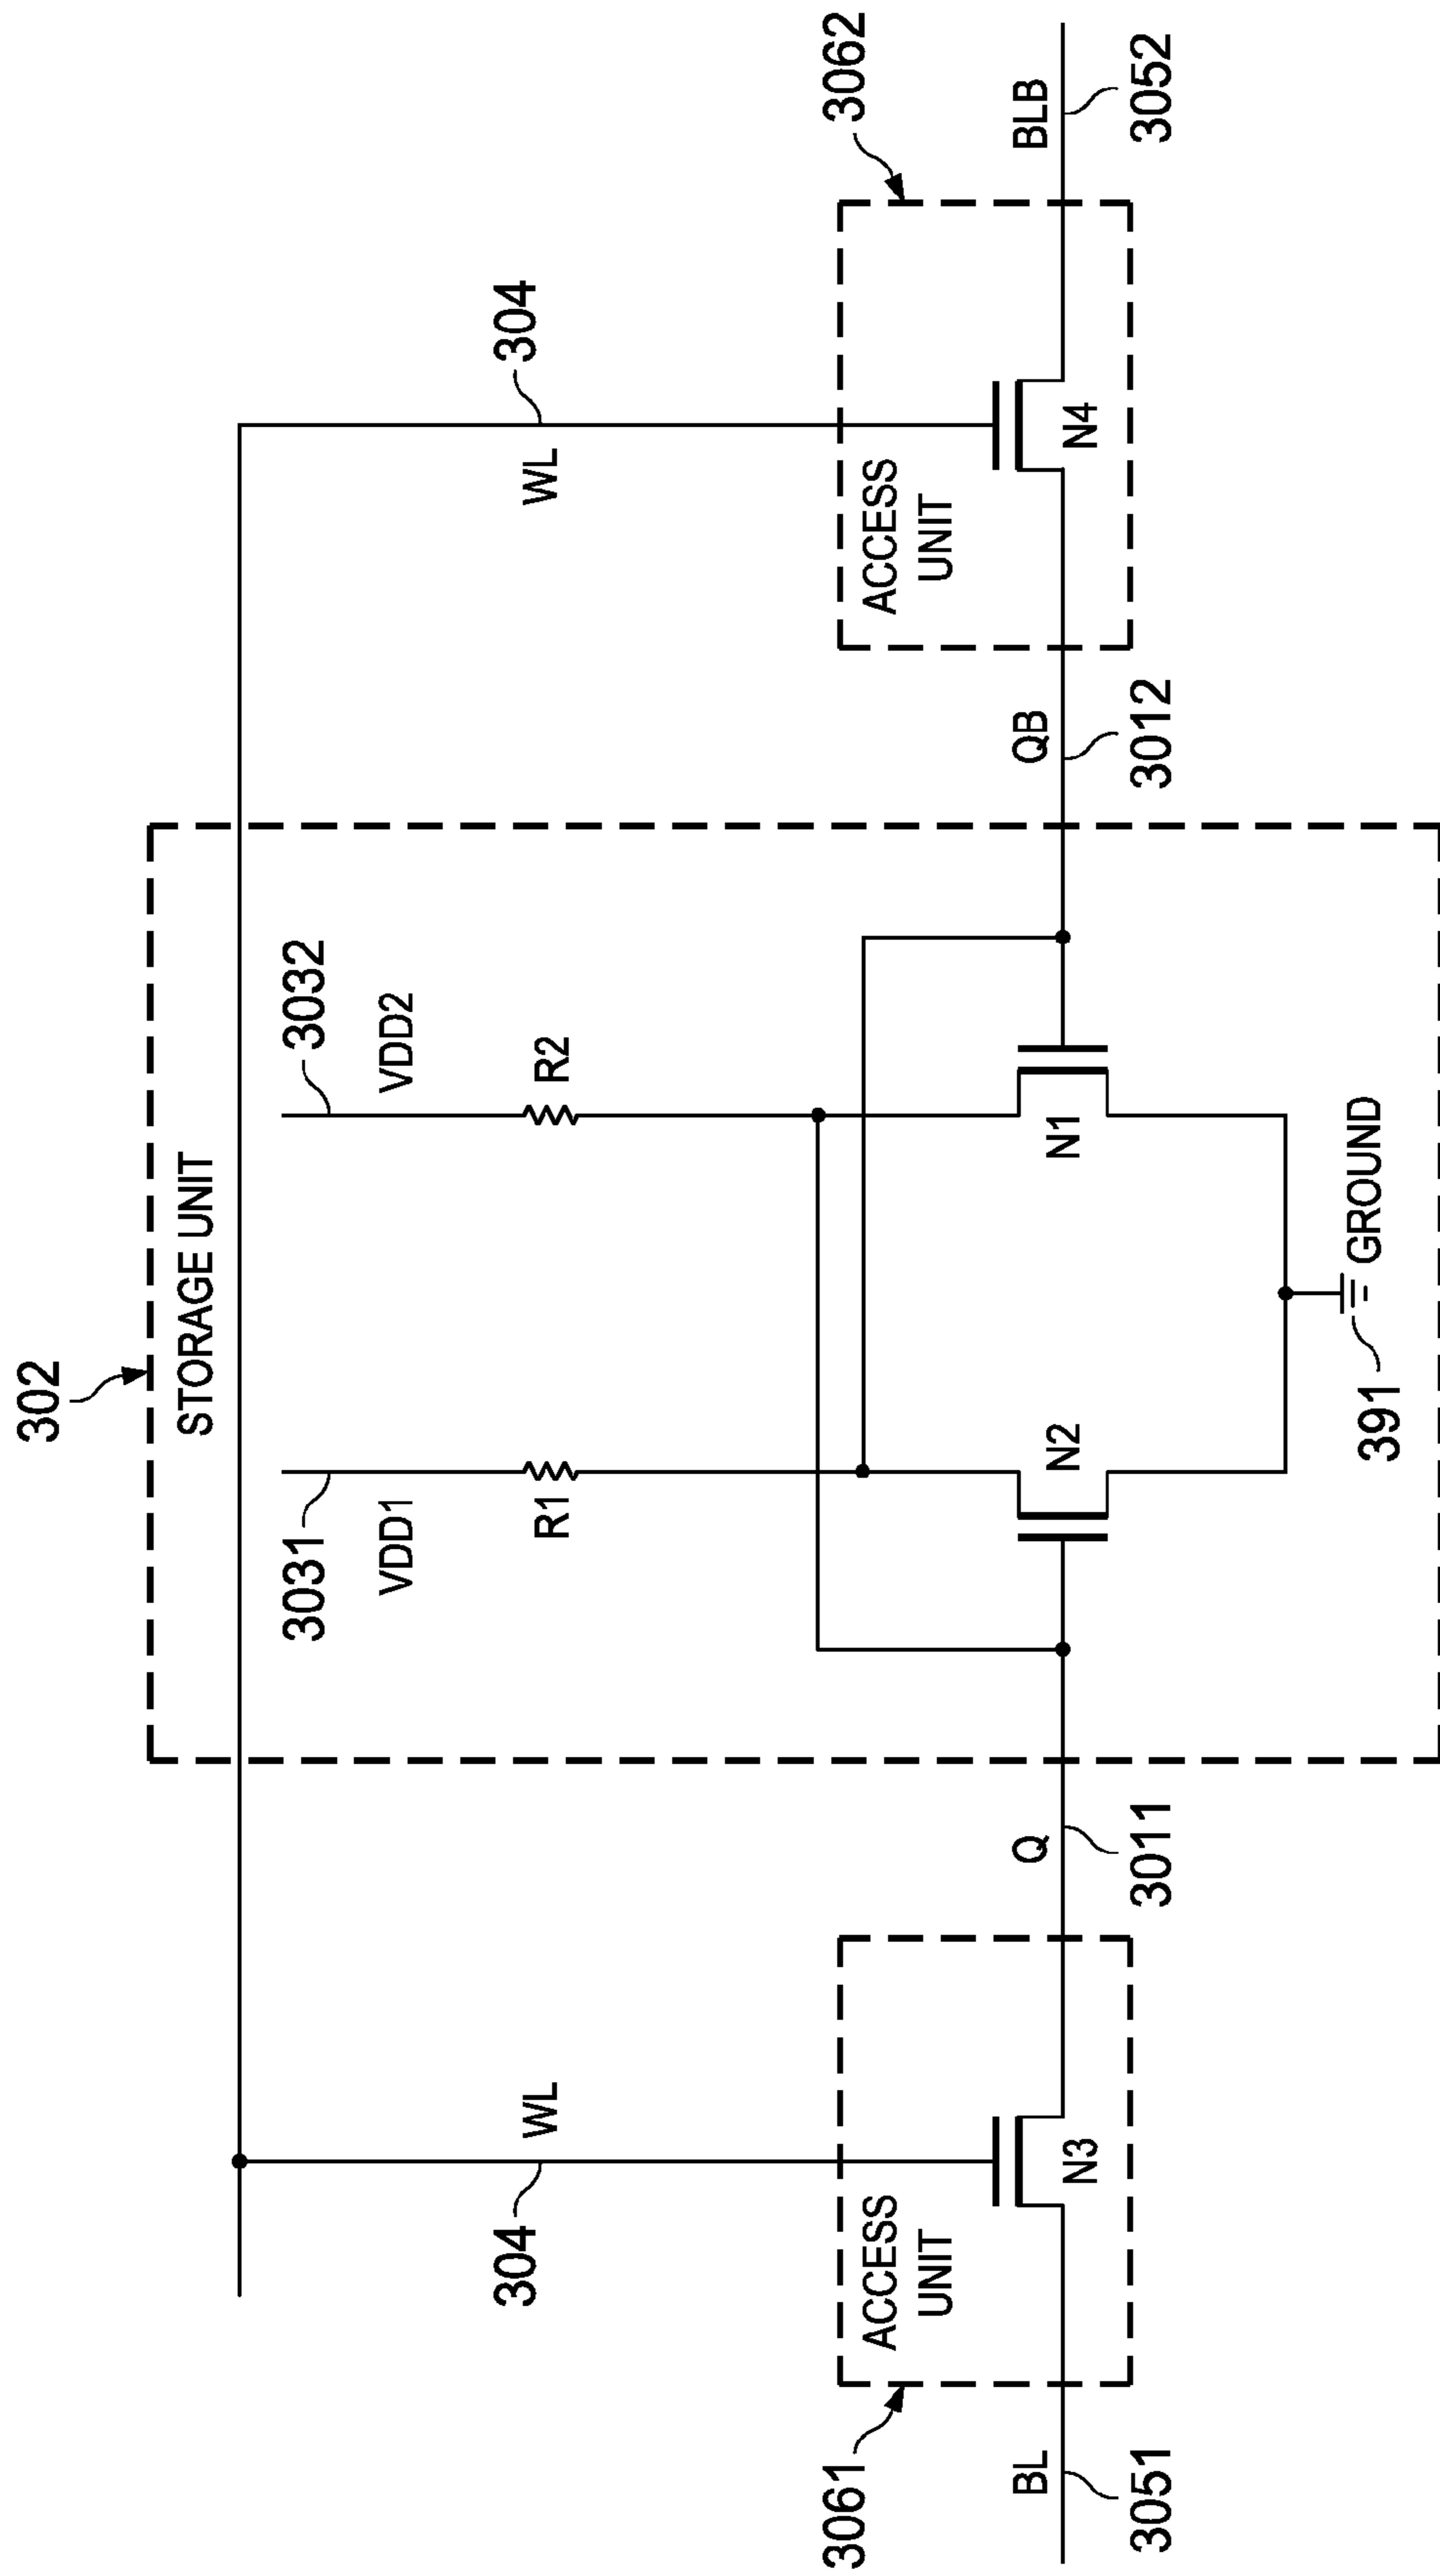 302
STORAGE UNIT
304
WL
WL
304
3031
VDD1
R1
3032
VDD2
R2
3061
ACCESS
UNIT
N3
BL
3051
Q
3011
N2
N1
391
GROUND
QB
3012
3062
ACCESS
UNIT
N4
BLB
3052